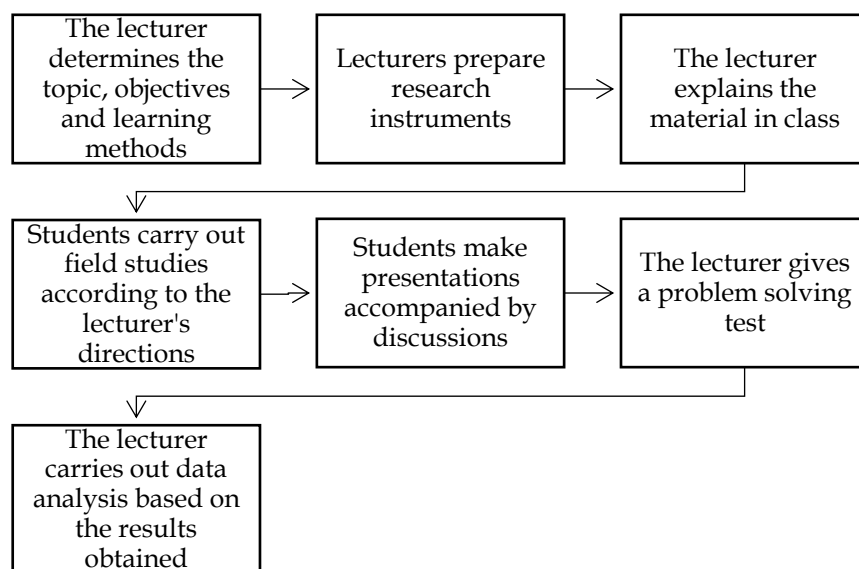 The lecturer
determines the
topic, objectives
and learning
methods
Lecturers prepare
research
instruments
The lecturer
explains the
material in class
Students carry out
field studies
according to the
lecturer's
directions
Students make
presentations
accompanied by
discussions
The lecturer gives
a problem solving
test
The lecturer
carries out data
analysis based on
the results
obtained